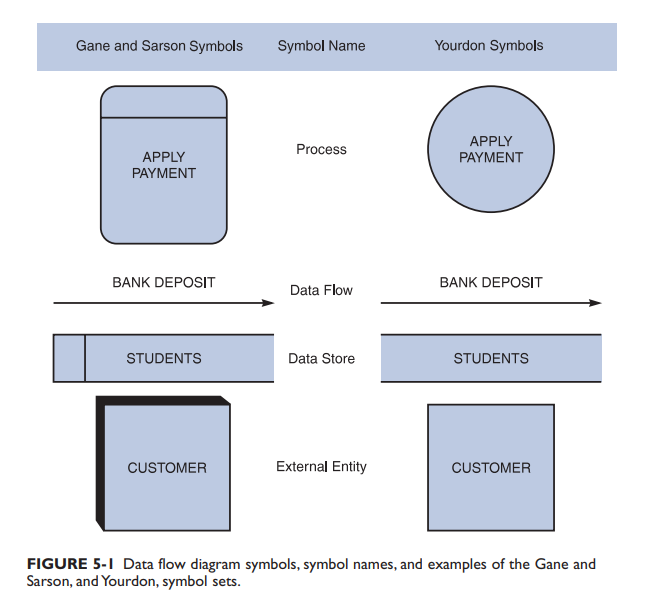 Gane and Sarson Symbols Symbol Name Yourdon Symbols
APPLY
PAYMENT
Process
APPLY
PAYMENT
BANK DEPOSIT
Data Flow
BANK DEPOSIT
STUDENTS
Data Store
STUDENTS
CUSTOMER
External Entity
CUSTOMER
FIGURE 5-1 Data flow diagram symbols, symbol names, and examples of the Gane and
Sarson, and Yourdon, symbol sets.